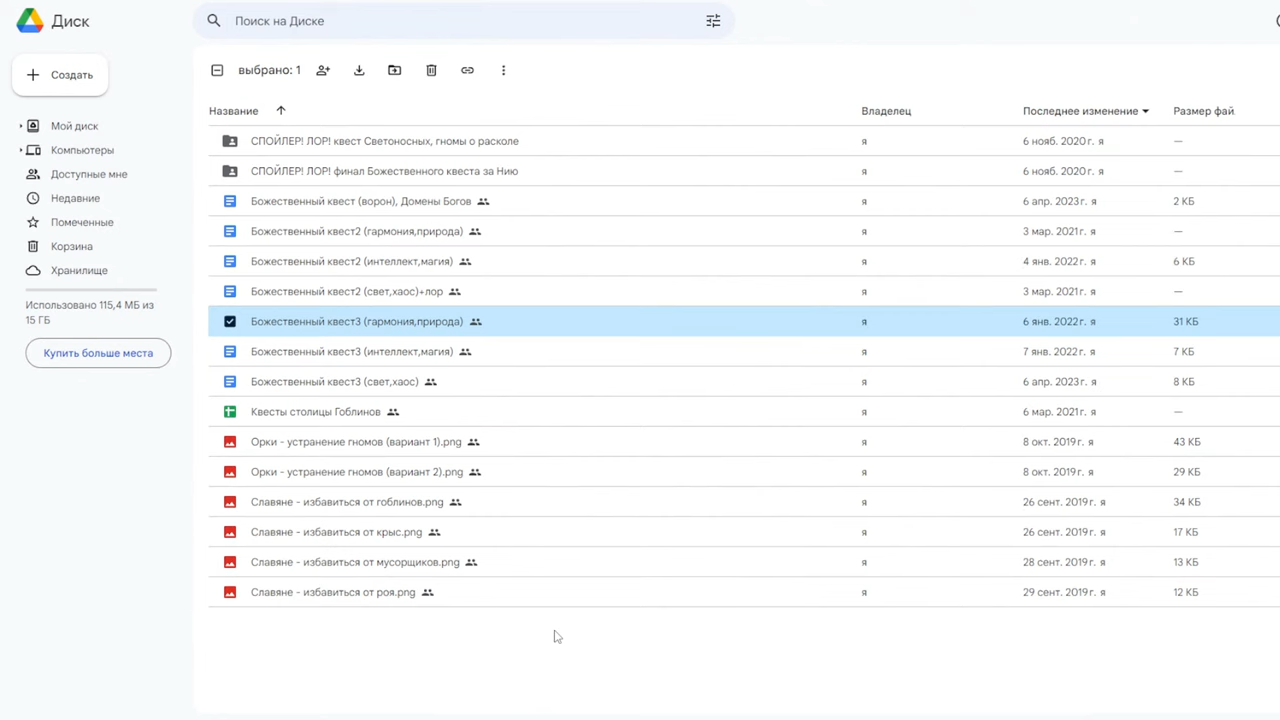 Диск
Поиск на Диске
Создать
выбрано: 1
Мой диск
Компьютеры
Доступные мне
Недавние
Помеченные
Корзина
Хранилище
Использовано 115,4 МБ из
15 ГБ
Купить больше места
Название Владелец Последнее изменение Размер фай
СПОЙЛЕР! ЛОР! квест Светоносных, гномы о расколе я 6 нояб. 2020 г. я —
СПОЙЛЕР! ЛОР! финал Божественного квеста за Нию я 6 нояб. 2020 г. я —
Божественный квест (ворон), Домены Богов я 6 апр. 2023 г. я 2 КБ
Божественный квест2 (гармония,природа) я 3 мар. 2021 г. я —
Божественный квест2 (интеллект,магия) я 4 янв. 2022 г. я 6 КБ
Божественный квест2 (свет,хаос)+лор я 3 мар. 2021 г. я —
Божественный квест3 (гармония,природа) я 6 янв. 2022 г. я 31 КБ
Божественный квест3 (интеллект,магия) я 7 янв. 2022 г. я 7 КБ
Божественный квест3 (свет,хаос) я 6 апр. 2023 г. я 8 КБ
Квесты столицы Гоблинов я 6 мар. 2021 г. я —
Орки - устранение гномов (вариант 1).png я 8 окт. 2019 г. я 43 КБ
Орки - устранение гномов (вариант 2).png я 8 окт. 2019 г. я 29 КБ
Славяне - избавиться от гоблинов.png я 26 сент. 2019 г. я 34 КБ
Славяне - избавиться от крыс.png я 26 сент. 2019 г. я 17 КБ
Славяне - избавиться от мусорщиков.png я 28 сент. 2019 г. я 13 КБ
Славяне - избавиться от роя.png я 29 сент. 2019 г. я 12 КБ